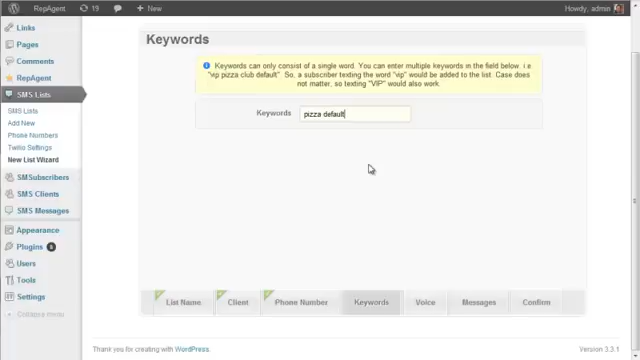 RepAgent 19 New Howdy, admin
Links
Pages
Comments
RepAgent
SMS Lists
SMS Lists
Add New
Phone Numbers
Twilio Settings
New List Wizard
SMSubscribers
SMS Clients
SMS Messages
Appearance
Plugins 6
Users
Tools
Settings
Collapse menu
Keywords
Keywords can only consist of a single word. You can enter multiple keywords in the field below. i.e
"vip pizza club default". So, a subscriber texting the word "vip" would be added to the list. Case does
not matter, so texting "VIP" would also work.
Keywords pizza default
List Name Client Phone Number Keywords Voice Messages Confirm
Thank you for creating with WordPress. Version 3.3.1